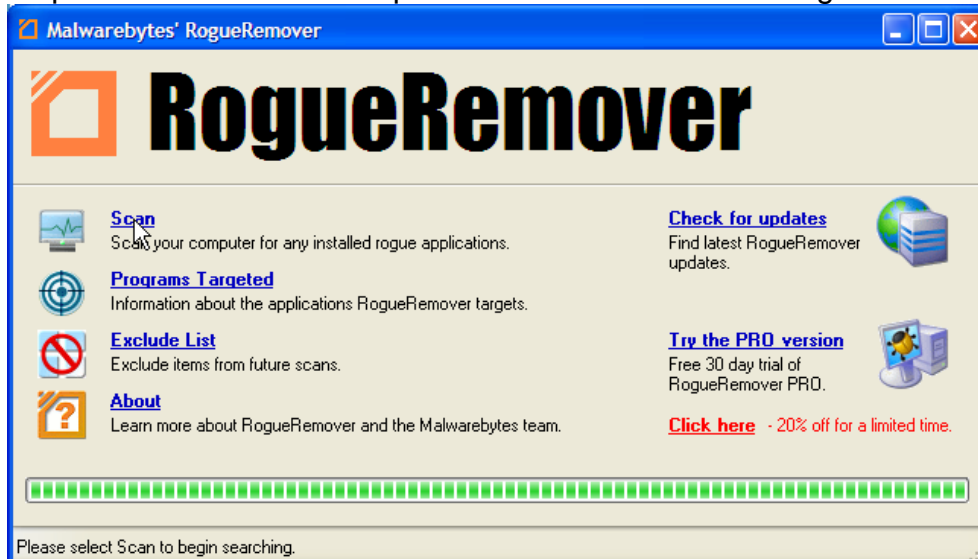 Malwarebytes' RogueRemover
RogueRemover
Scan
Scan your computer for any installed rogue applications.
Programs Targeted
Information about the applications RogueRemover targets.
Exclude List
Exclude items from future scans.
About
Learn more about RogueRemover and the Malwarebytes team.
Check for updates
Find latest RogueRemover
updates.
Try the PRO version
Free 30 day trial of
RogueRemover PRO.
Click here - 20% off for a limited time.
Please select Scan to begin searching.